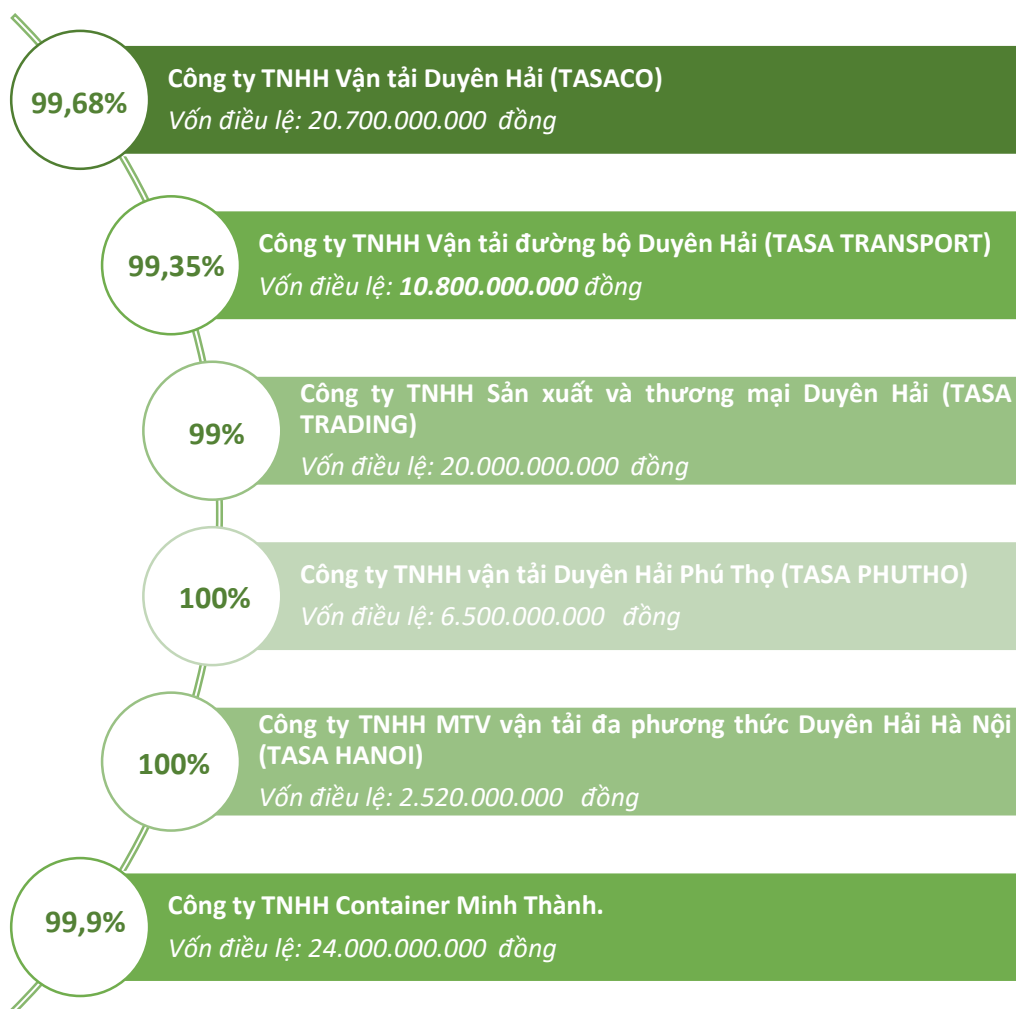 99,68%
Công ty TNHH Vận tải Duyên Hải (TASACO)
Vốn điều lệ: 20.700.000.000 đồng
99,35%
Công ty TNHH Vận tải đường bộ Duyên Hải (TASA TRANSPORT)
Vốn điều lệ: 10.800.000.000 đồng
99%
Công ty TNHH Sản xuất và thương mại Duyên Hải (TASA
TRADING)
Vốn điều lệ: 20.000.000.000 đồng
100%
Công ty TNHH vận tải Duyên Hải Phú Thọ (TASA PHUTHO)
Vốn điều lệ: 6.500.000.000 đồng
100%
Công ty TNHH MTV vận tải đa phương thức Duyên Hải Hà Nội
(TASA HANOI)
Vốn điều lệ: 2.520.000.000 đồng
99,9%
Công ty TNHH Container Minh Thành.
Vốn điều lệ: 24.000.000.000 đồng